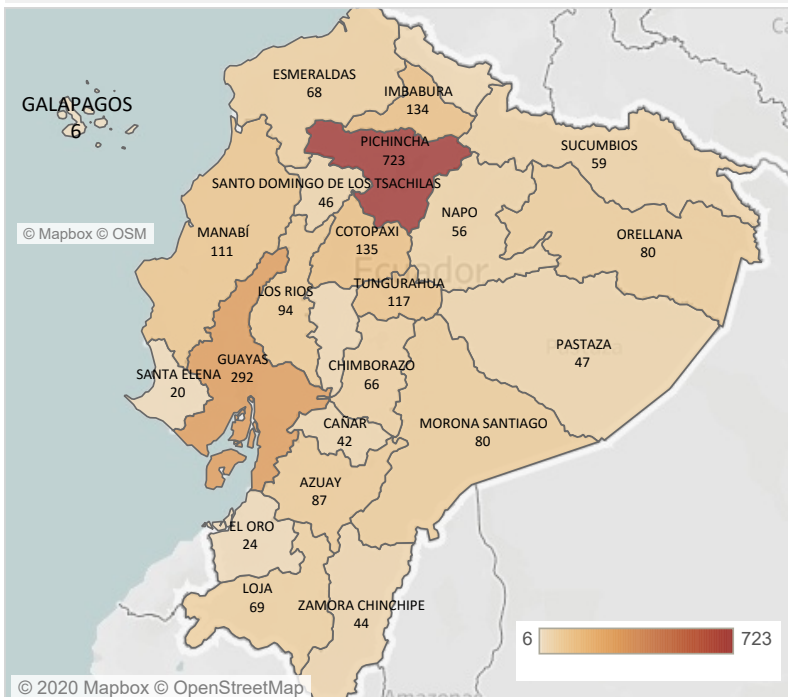 Ca
ESMERALDAS
68
IMBABURA
134
GALAPAGOS
6
PICHINCHA
723
SUCUMBIOS
59
SANTO DOMINGO DE LOS TSACHILAS
46
NAPO
56
© Mapbox © OSM
MANABÍ
111
COTOPAXI
135
ORELLANA
80
Ecuador
TUNGURAHUA
117
LOS RIOS
94
PASTAZA
47
GUAYAS
292
CHIMBORAZO
66
SANTA ELENA
20
CAÑAR
42
MORONA SANTIAGO
80
AZUAY
87
EL ORO
24
LOJA
69
ZAMORA CHINCHIPE
44
6 723
© 2020 Mapbox © OpenStreetMap
Amazonas